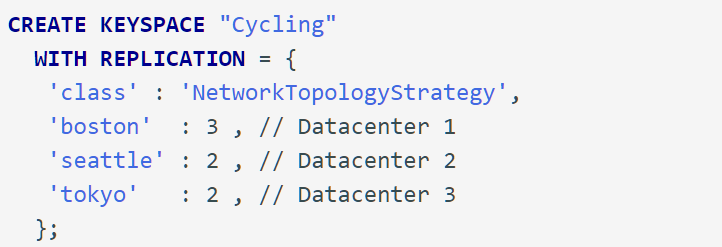 CREATE KEYSPACE "Cycling"
WITH REPLICATION = {
'class' : 'NetworkTopologyStrategy',
'boston' : 3 , // Datacenter 1
'seattle' : 2 , // Datacenter 2
'tokyo' : 2 , // Datacenter 3
};